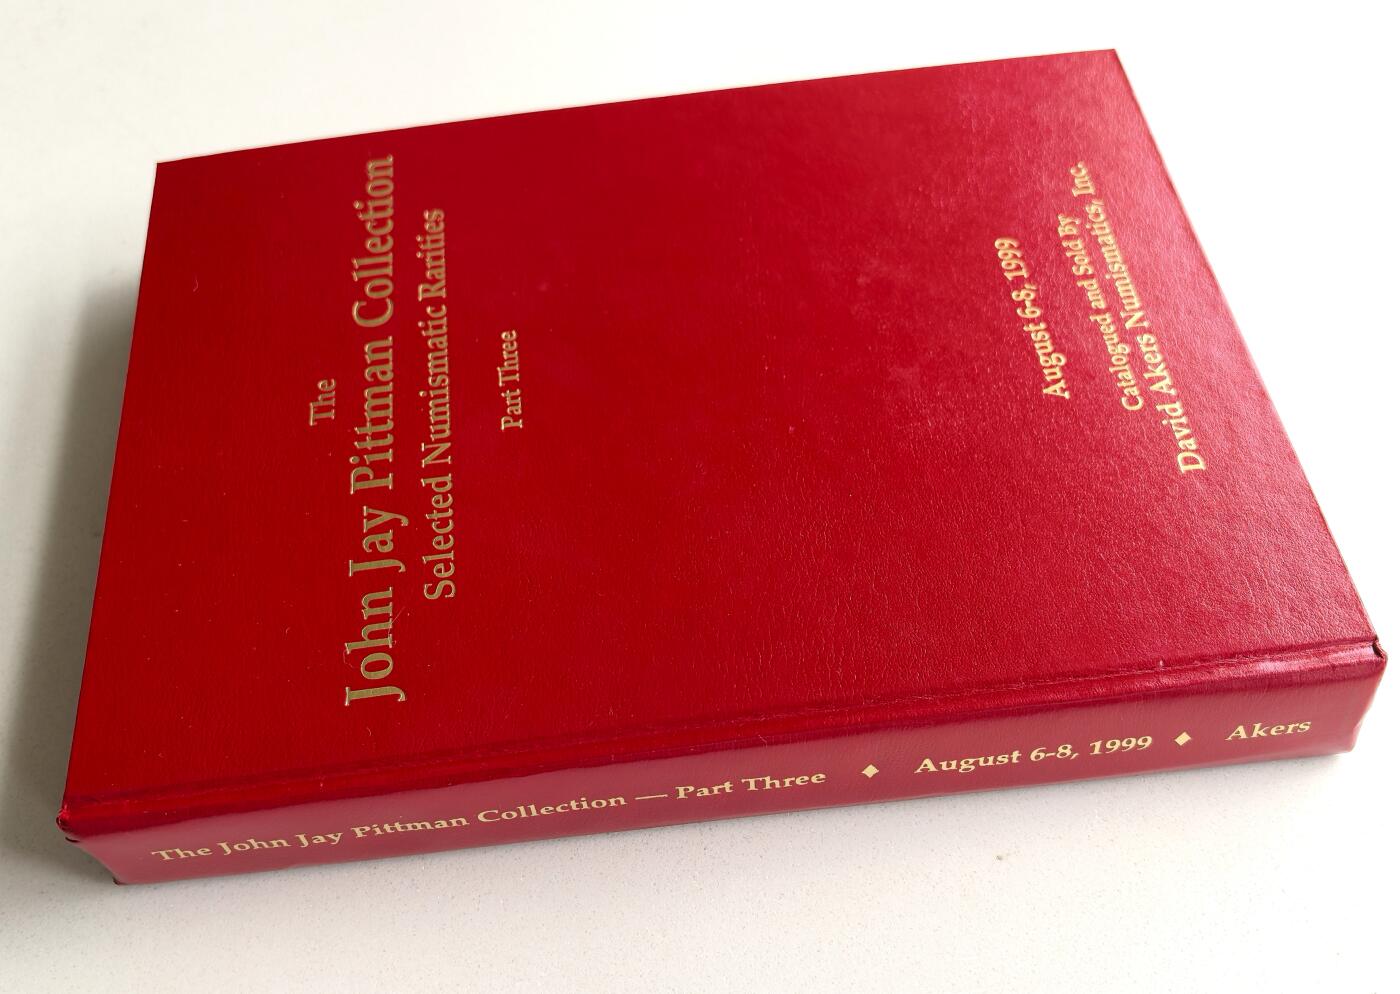 The
John Jay Pittman Collection
Selected Numismatic Rarities
Part Three
August 6-8, 1999
Catalogued and Sold By
David Akers Numismatics, Inc.
The John Jay Pittman Collection — Part Three ◆ August 6-8, 1999 ◆ Akers